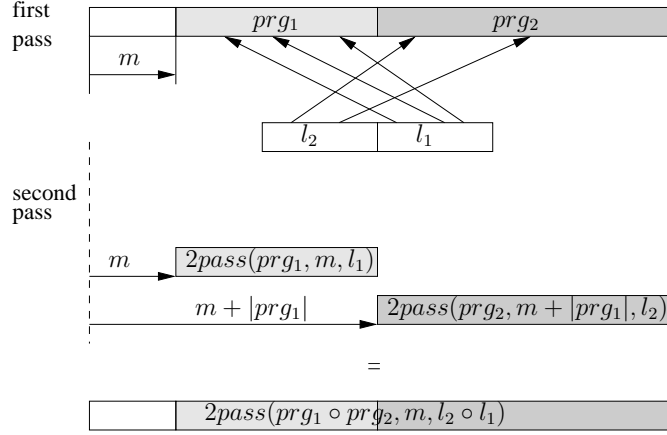 first
pass
prg₁ prg₂
m
l₂ l₁
second
pass
m
2pass(prg₁, m, l₁)
m + |prg₁|
2pass(prg₂, m + |prg₁|, l₂)
=
2pass(prg₁ ∘ prg₂, m, l₂ ∘ l₁)